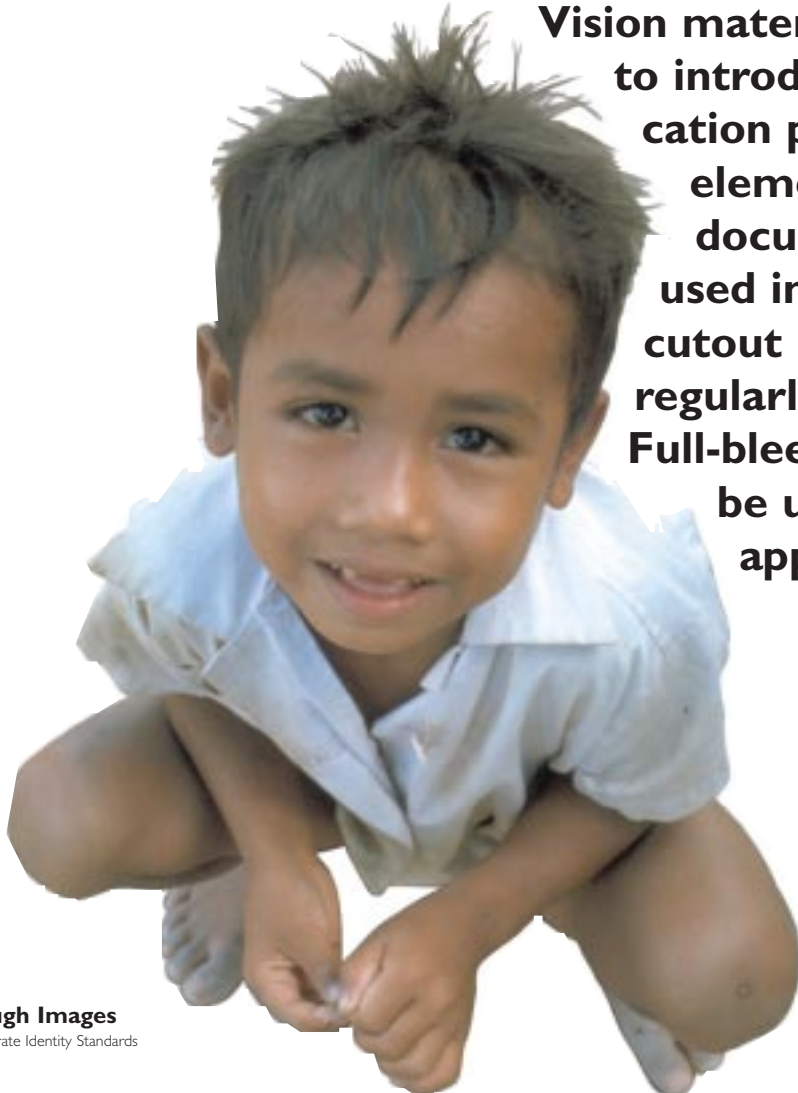 Vision mater
to introd
cation p
eleme
docu
used in
cutout
regularl
Full-blee
be u
app
gh Images
rate Identity Standards